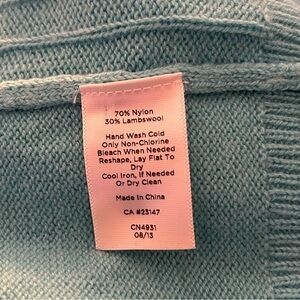 70% Nylon
30% Lambswool
Hand Wash Cold
Only Non-Chlorine
Bleach When Needed
Reshape, Lay Flat To
Dry
Cool Iron, if Needed
Or Dry Clean
Made in China
CA #23147
CN4931
08/13